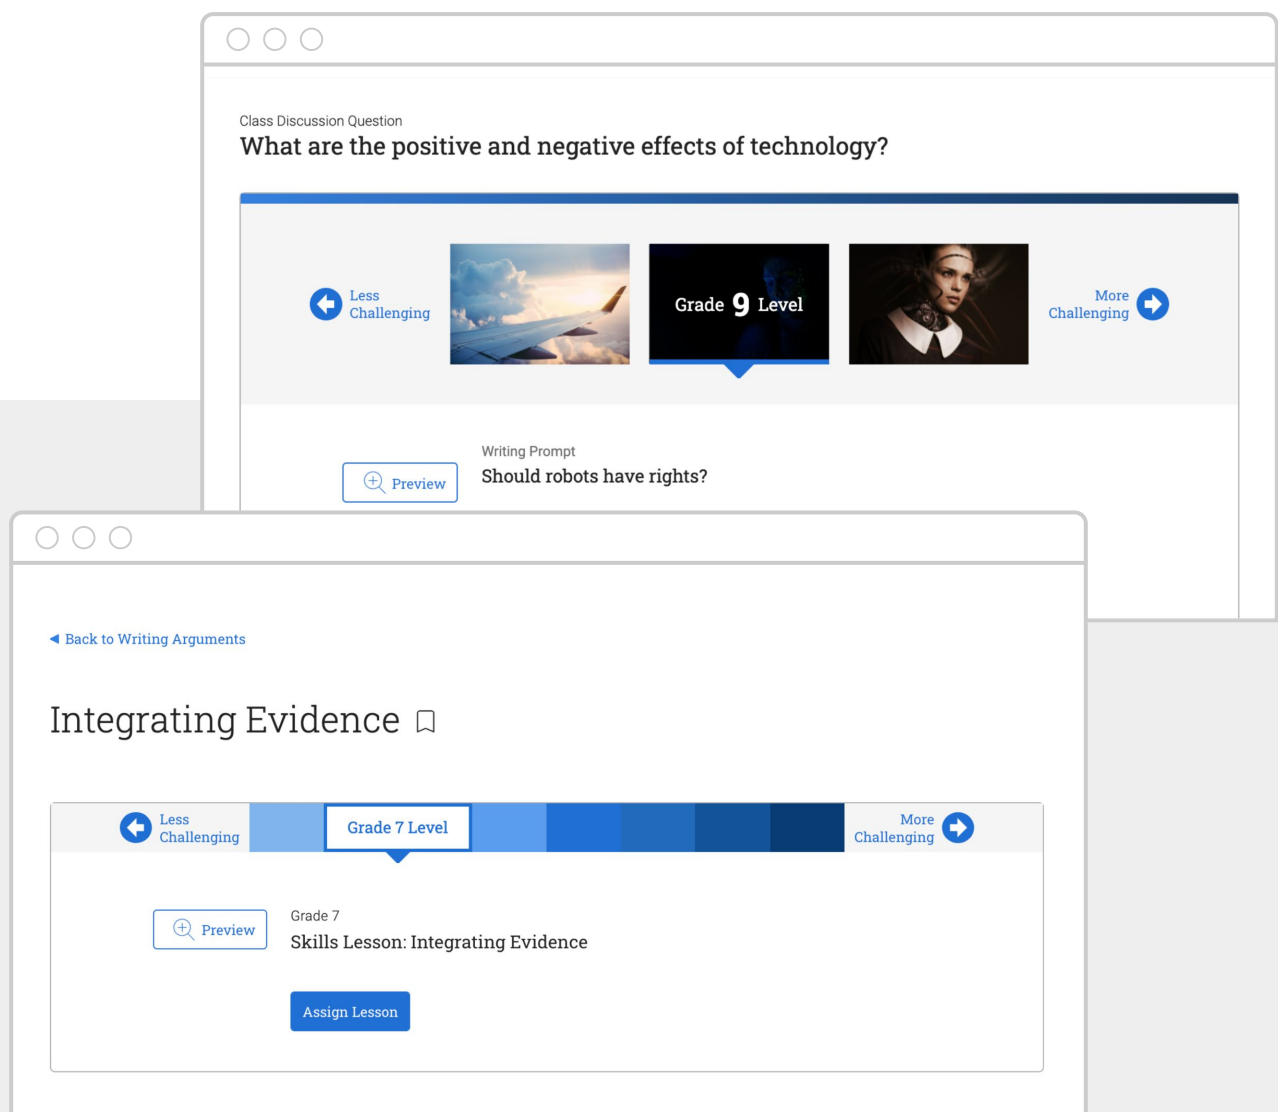 Class Discussion Question
What are the positive and negative effects of technology?
Less
Challenging
Grade 9 Level
More
Challenging
Preview
Writing Prompt
Should robots have rights?
Back to Writing Arguments
Integrating Evidence
Less
Challenging
Grade 7 Level
More
Challenging
Preview
Grade 7
Skills Lesson: Integrating Evidence
Assign Lesson